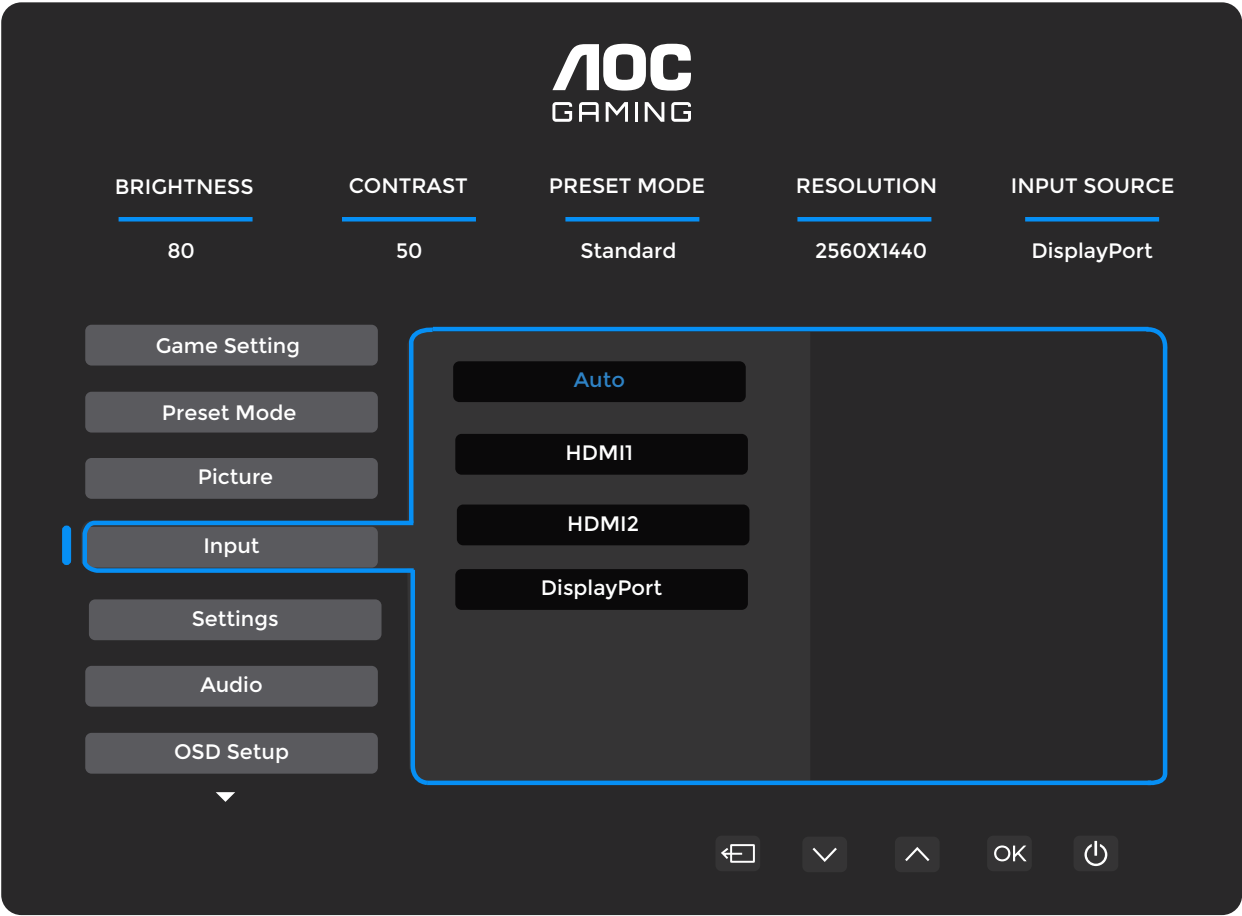 AOC
GAMING
BRIGHTNESS CONTRAST PRESET MODE RESOLUTION INPUT SOURCE
80 50 Standard 2560X1440 DisplayPort
Game Setting
Preset Mode
Picture
Input
Settings
Audio
OSD Setup
Auto
HDMI1
HDMI2
DisplayPort
OK